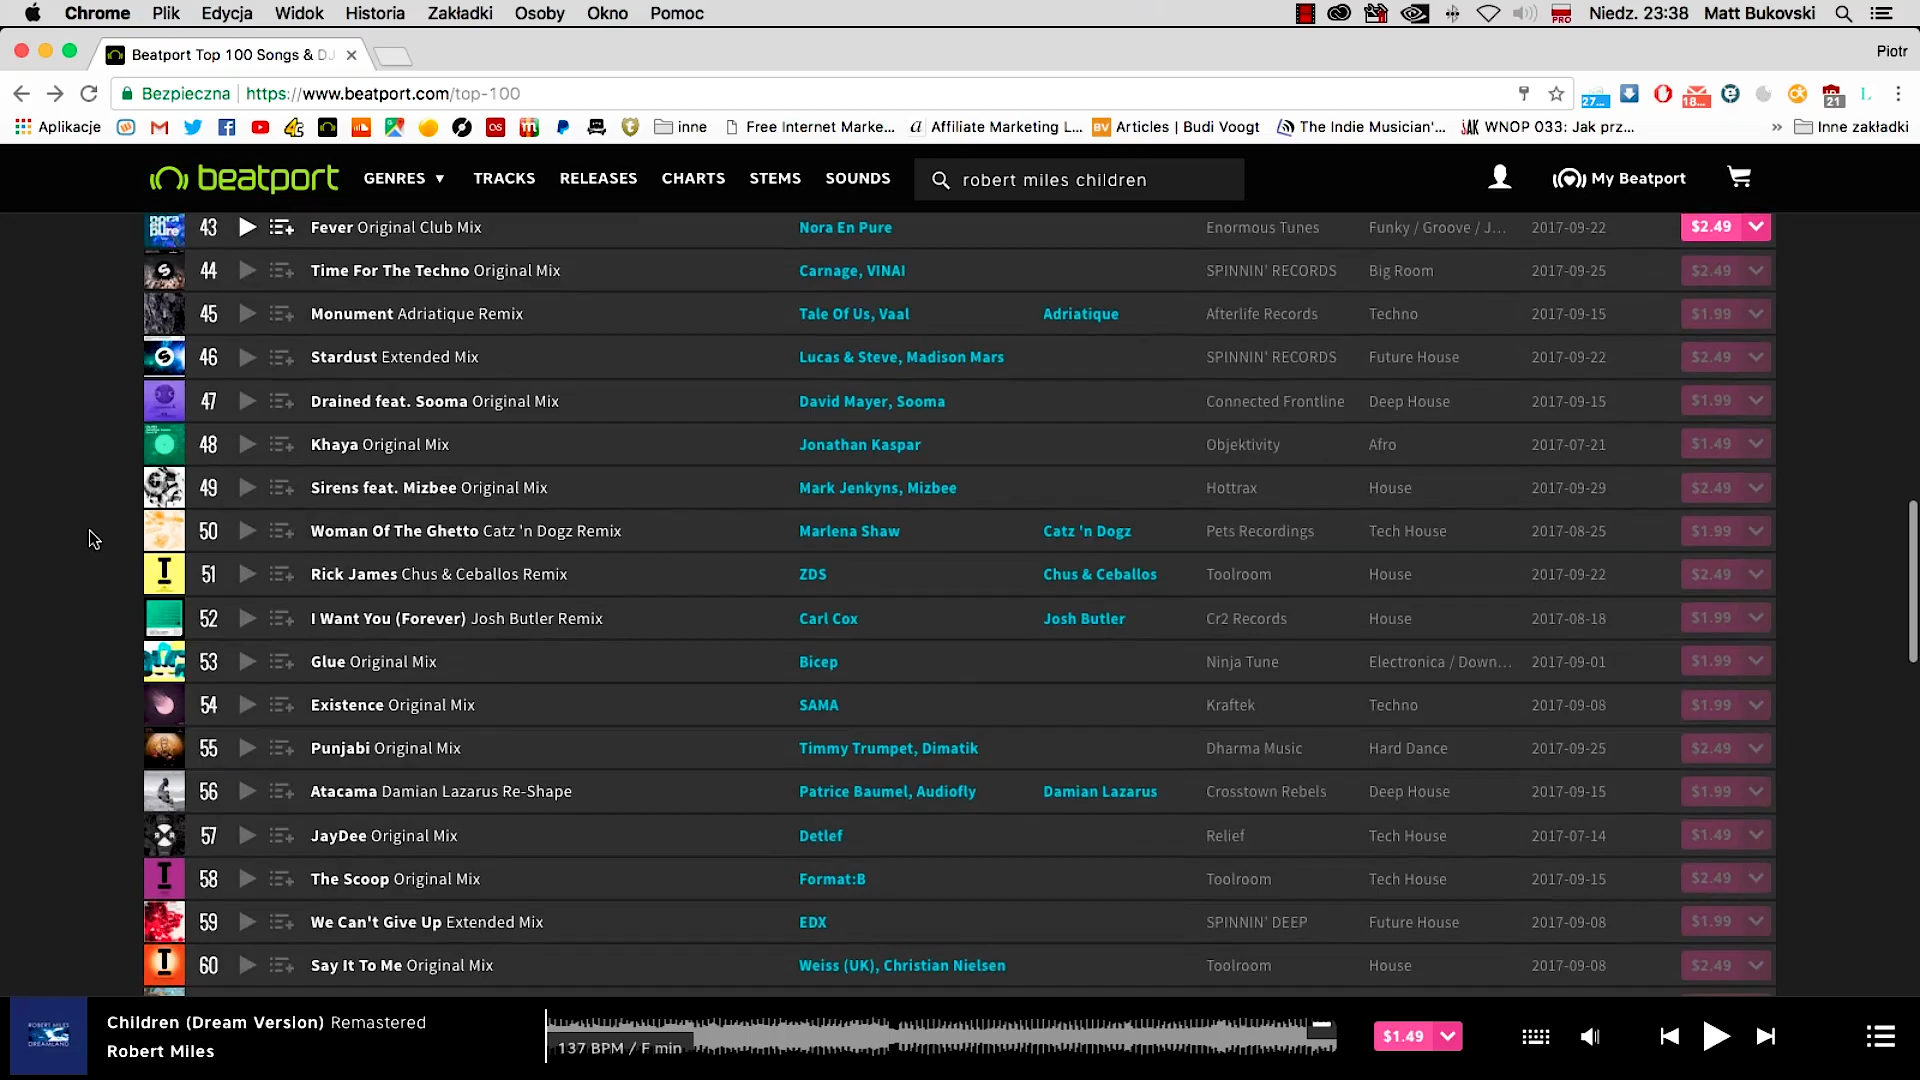 Chrome Plik Edycja Widok Historia Zakładki Osoby Okno Pomoc PRO Niedz. 23:38 Matt Bukovski
Beatport Top 100 Songs & DJ Piotr
Bezpieczna https://www.beatport.com/top-100 27... 18... 21
Aplikacje inne Free Internet Marke... Affiliate Marketing L... BV Articles | Budi Voogt The Indie Musician'... WNOP 033: Jak prz... » Inne zakładki
beatport GENRES TRACKS RELEASES CHARTS STEMS SOUNDS robert miles children My Beatport
43 Fever Original Club Mix Nora En Pure Enormous Tunes Funky / Groove / J... 2017-09-22 $2.49
44 Time For The Techno Original Mix Carnage, VINAI SPINNIN' RECORDS Big Room 2017-09-25 $2.49
45 Monument Adriatique Remix Tale Of Us, Vaal Adriatique Afterlife Records Techno 2017-09-15 $1.99
46 Stardust Extended Mix Lucas & Steve, Madison Mars SPINNIN' RECORDS Future House 2017-09-22 $2.49
47 Drained feat. Sooma Original Mix David Mayer, Sooma Connected Frontline Deep House 2017-09-15 $1.99
48 Khaya Original Mix Jonathan Kaspar Objektivity Afro 2017-07-21 $1.49
49 Sirens feat. Mizbee Original Mix Mark Jenkyns, Mizbee Hottrax House 2017-09-29 $2.49
50 Woman Of The Ghetto Catz 'n Dogz Remix Marlena Shaw Catz 'n Dogz Pets Recordings Tech House 2017-08-25 $1.99
51 Rick James Chus & Ceballos Remix ZDS Chus & Ceballos Toolroom House 2017-09-22 $2.49
52 I Want You (Forever) Josh Butler Remix Carl Cox Josh Butler Cr2 Records House 2017-08-18 $1.99
53 Glue Original Mix Bicep Ninja Tune Electronica / Down... 2017-09-01 $1.99
54 Existence Original Mix SAMA Kraftek Techno 2017-09-08 $1.99
55 Punjabi Original Mix Timmy Trumpet, Dimatik Dharma Music Hard Dance 2017-09-25 $2.49
56 Atacama Damian Lazarus Re-Shape Patrice Baumel, Audiofly Damian Lazarus Crosstown Rebels Deep House 2017-09-15 $1.99
57 JayDee Original Mix Detlef Relief Tech House 2017-07-14 $1.49
58 The Scoop Original Mix Format:B Toolroom Tech House 2017-09-15 $2.49
59 We Can't Give Up Extended Mix EDX SPINNIN' DEEP Future House 2017-09-08 $1.99
60 Say It To Me Original Mix Weiss (UK), Christian Nielsen Toolroom House 2017-09-08 $2.49
ROBERT MILES DREAMLAND
Children (Dream Version) Remastered
Robert Miles
137 BPM / F min $1.49